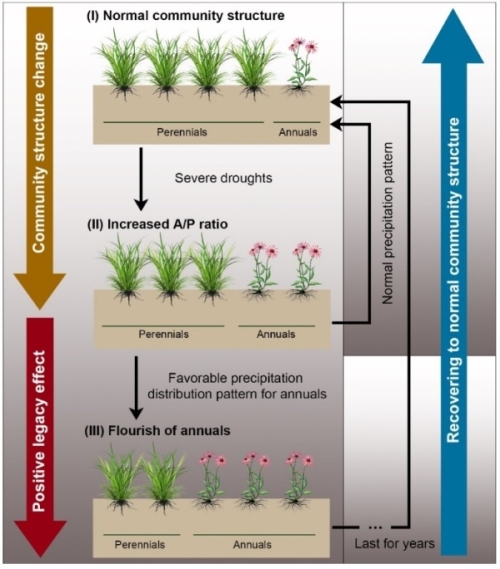 (I) Normal community structure
Perennials
Annuals
Severe droughts
(II) Increased A/P ratio
Perennials
Annuals
Favorable precipitation
distribution pattern for annuals
(III) Flourish of annuals
Perennials
Annuals
...
Last for years
Normal precipitation pattern
Community structure change
Positive legacy effect
Recovering to normal community structure